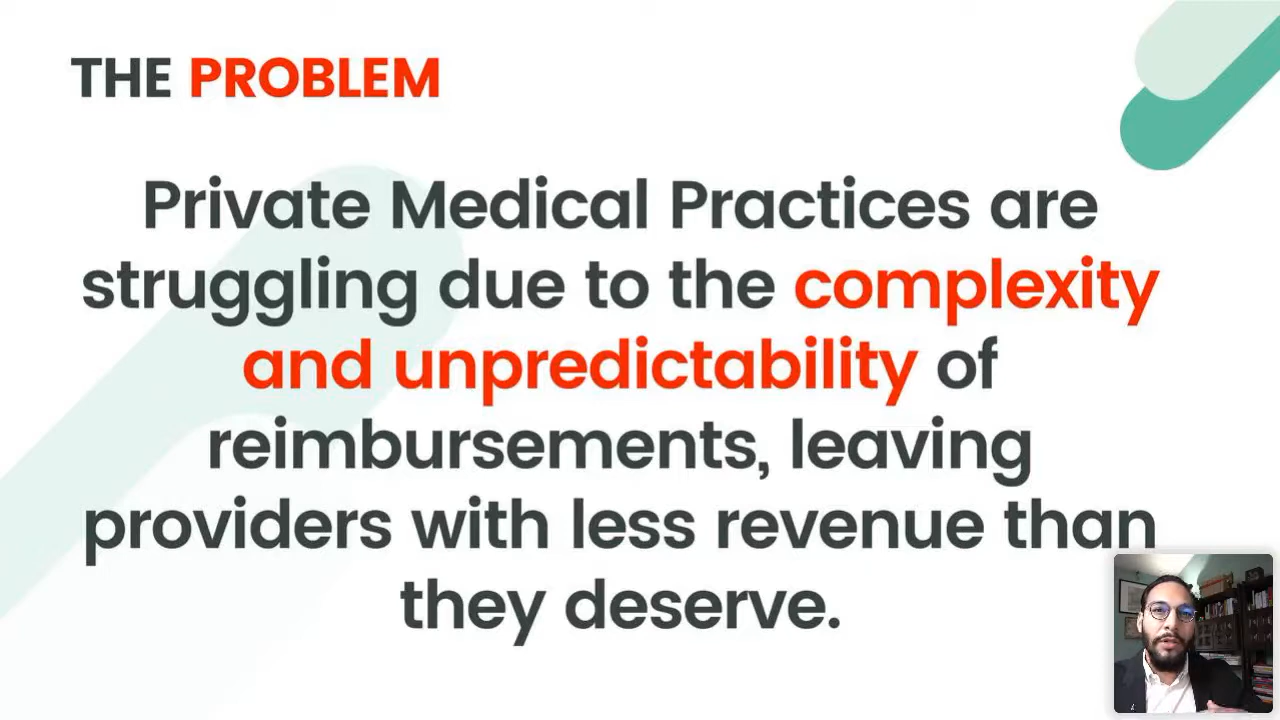 THE PROBLEM
Private Medical Practices are
struggling due to the complexity
and unpredictability of
reimbursements, leaving
providers with less revenue than
they deserve.